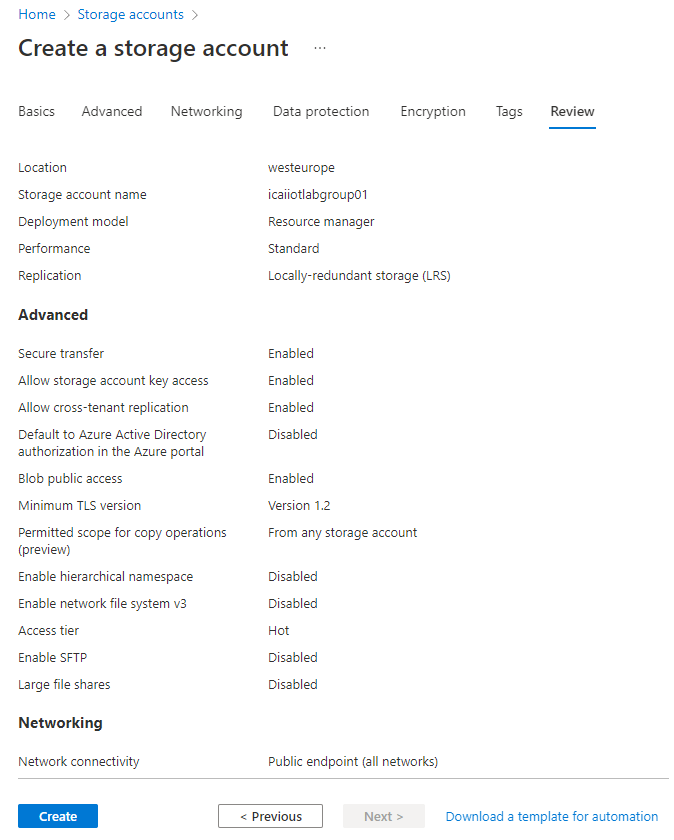 Home > Storage accounts >
Create a storage account ...
Basics Advanced Networking Data protection Encryption Tags Review
Location westeurope
Storage account name icaiiotlabgroup01
Deployment model Resource manager
Performance Standard
Replication Locally-redundant storage (LRS)
Advanced
Secure transfer Enabled
Allow storage account key access Enabled
Allow cross-tenant replication Enabled
Default to Azure Active Directory Disabled
authorization in the Azure portal
Blob public access Enabled
Minimum TLS version Version 1.2
Permitted scope for copy operations From any storage account
(preview)
Enable hierarchical namespace Disabled
Enable network file system v3 Disabled
Access tier Hot
Enable SFTP Disabled
Large file shares Disabled
Networking
Network connectivity Public endpoint (all networks)
Create < Previous Next > Download a template for automation